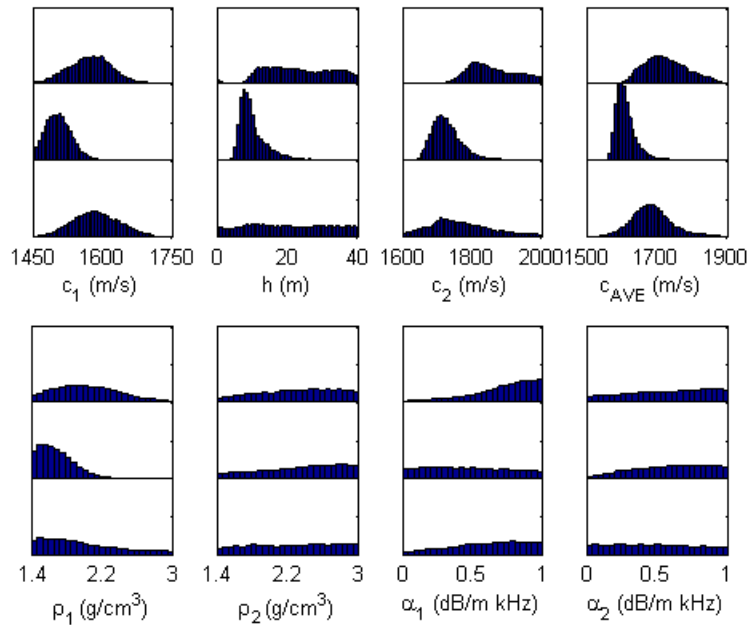 1450 1600 1750 0 20 40 1600 1800 2000 1500 1700 1900
c₁ (m/s) h (m) c₂ (m/s) c_AVE (m/s)
1.4 2.2 3 1.4 2.2 3 0 0.5 1 0 0.5 1
ρ₁ (g/cm³) ρ₂ (g/cm³) α₁ (dB/m kHz) α₂ (dB/m kHz)